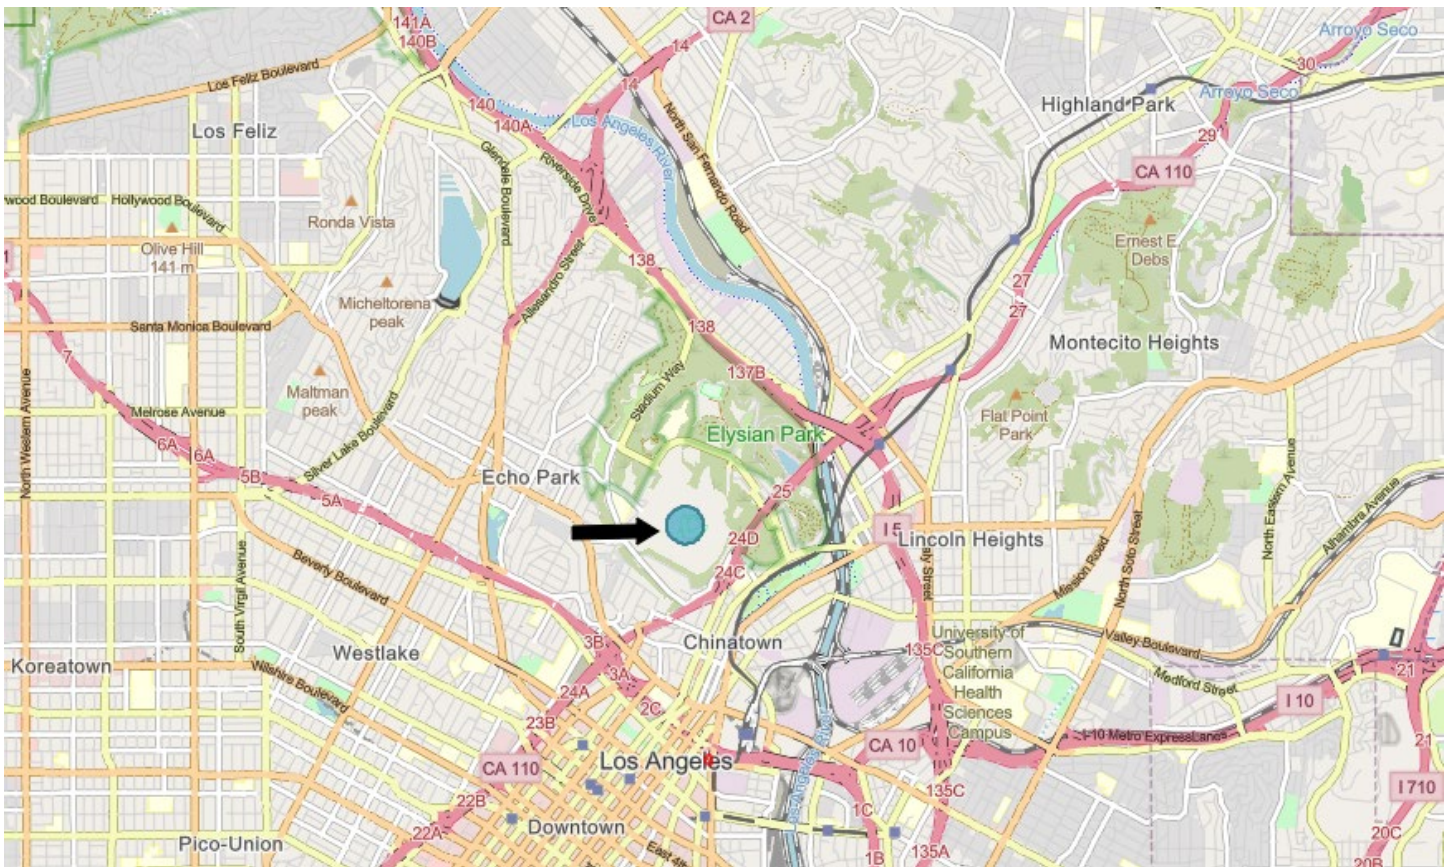 CA 2
141A
140B
14
Arroyo Seco
30
Los Feliz Boulevard
14
Arroyo Seco
Highland Park
140
140A
Los Angeles River
North San Fernando Road
29
Los Feliz
Glendale Boulevard
Riverside Drive
CA 110
wood Boulevard
Hollywood Boulevard
Ronda Vista
Olive Hill
141 m
Ernest E.
Debs
138
Allesandro Street
27
27
Micheltorena
peak
Santa Monica Boulevard
138
Montecito Heights
7
137B
Stadium Way
Maltman
peak
North Western Avenue
Melrose Avenue
Silver Lake Boulevard
Flat Point
Park
Elysian Park
6A
6A
5B
5A
Echo Park
25
North Eastern Avenue
Alhambra Avenue
I 5
24D
Lincoln Heights
24C
Mission Road
North Soto Street
Beverly Boulevard
South Virgil Avenue
3B
Chinatown
University of
Southern
California
Health
Sciences
Campus
Valley Boulevard
135C
Koreatown
Westlake
Wilshire Boulevard
3A
24A
2C
Medford Street
21
23B
I 10
CA 110
Los Angeles
CA 10
I-10 Metro ExpressLanes
21
22B
135C
I 710
1C
Downtown
22A
Pico-Union
East 4th
1B
135A
20C
20B